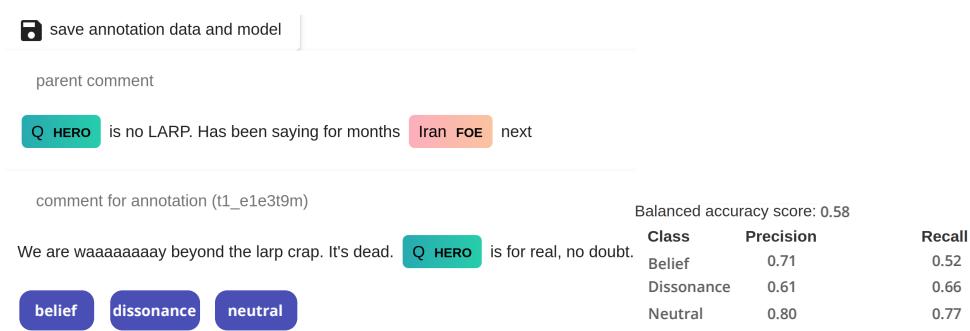 save annotation data and model
parent comment
Q HERO is no LARP. Has been saying for months Iran FOE next
comment for annotation (t1_e1e3t9m)
We are waaaaaaaay beyond the larp crap. It's dead. Q HERO is for real, no doubt.
belief dissonance neutral
Balanced accuracy score: 0.58
Class Precision Recall
Belief 0.71 0.52
Dissonance 0.61 0.66
Neutral 0.80 0.77